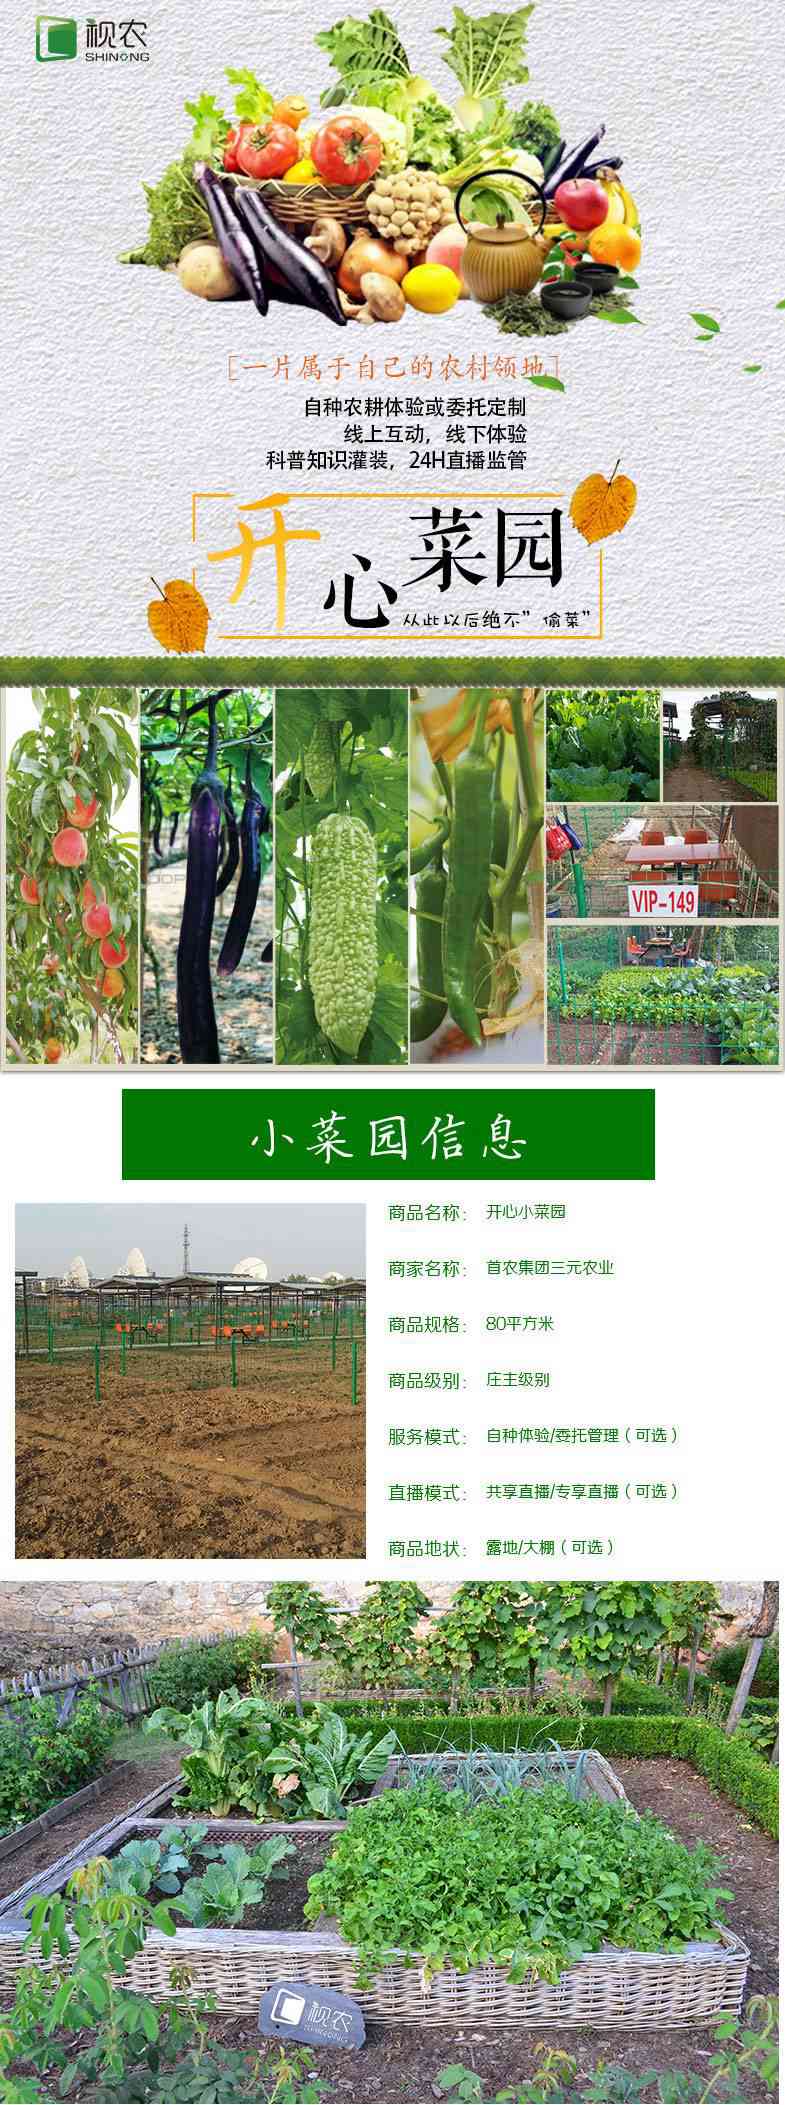 视农
SHINONG
[一片属于自己的农村领地]
自种农耕体验或委托定制
线上互动，线下体验
科普知识灌装，24H直播监管
开心菜园
从此以后绝不”偷菜”
VIP-149
小菜园信息
商品名称： 开心小菜园
商家名称： 首农集团三元农业
商品规格： 80平方米
商品级别： 庄主级别
服务模式： 自种体验/委托管理（可选）
直播模式： 共享直播/专享直播（可选）
商品地状： 露地/大棚（可选）
视农
SHINONG